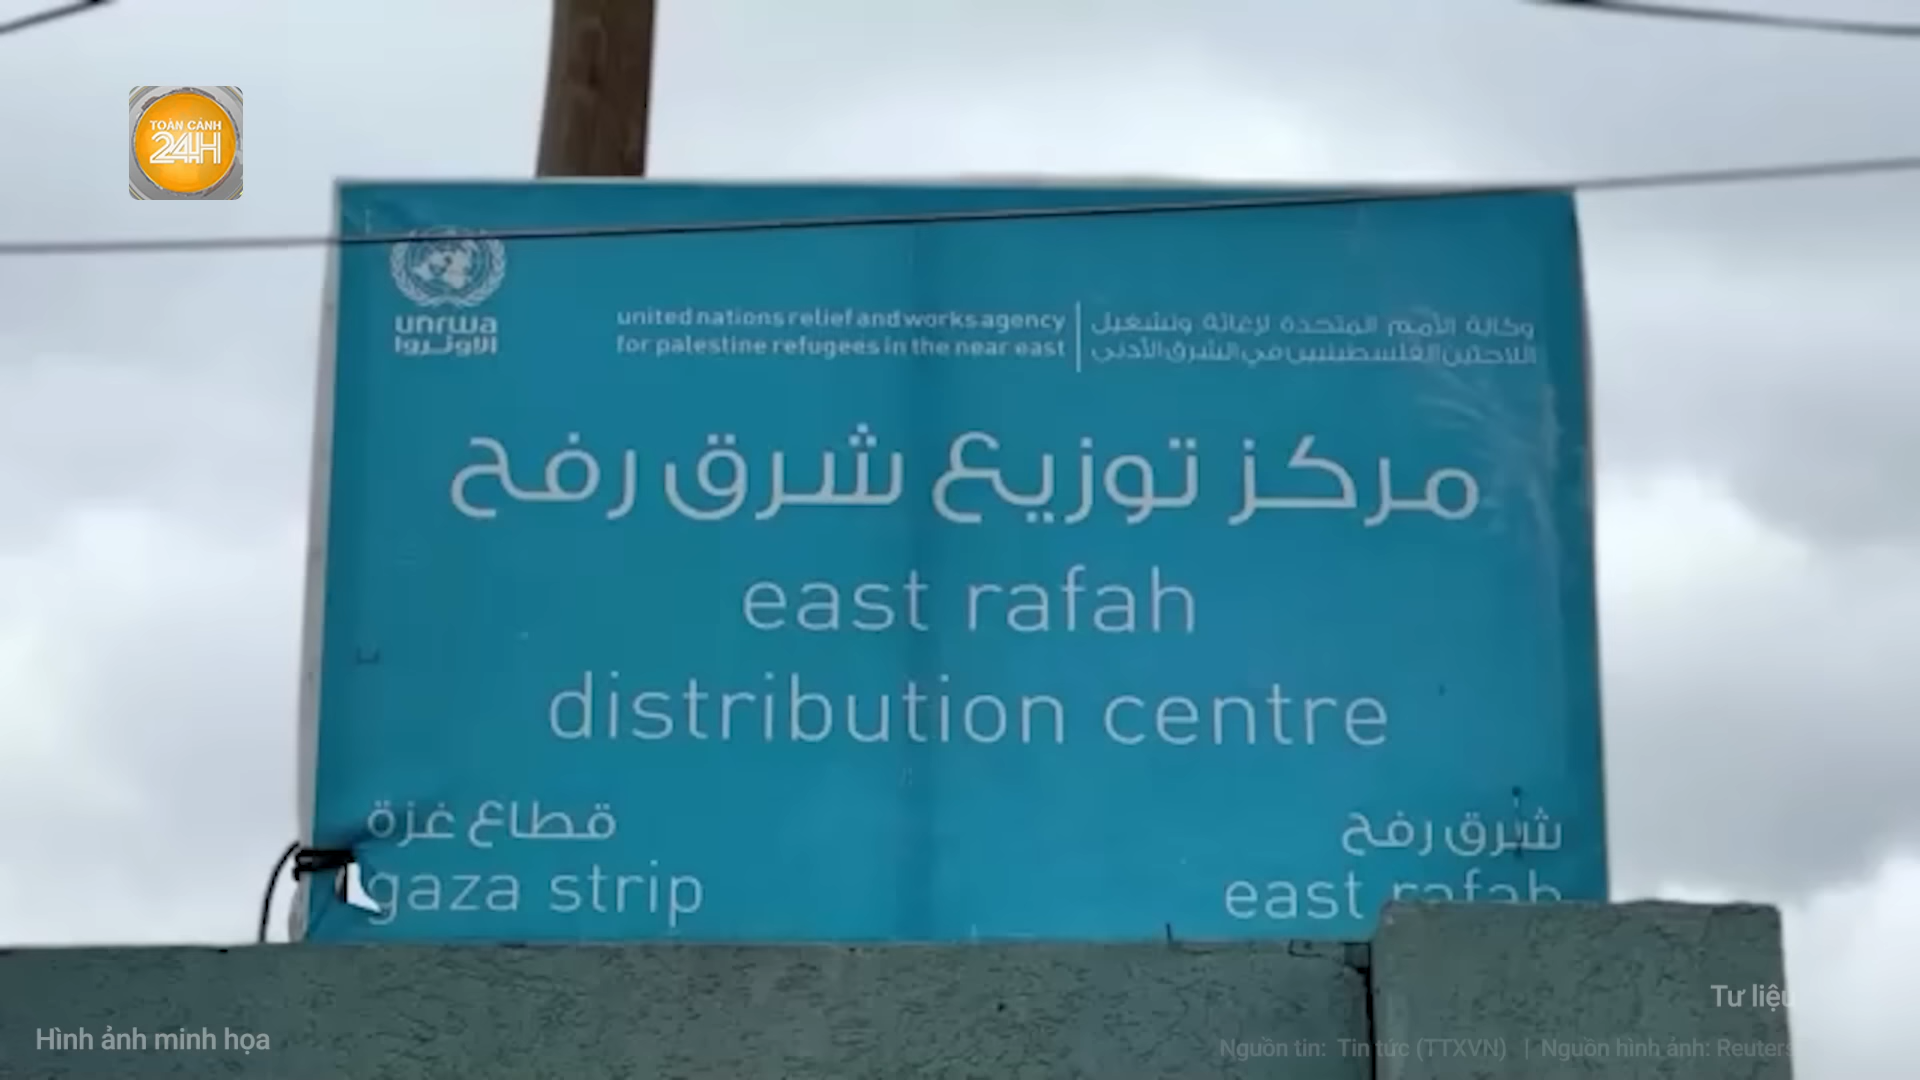 TOÀN CẢNH
24H
unrwa
الأونروا
united nations relief and works agency
for palestine refugees in the near east
وكالة الأمم المتحدة لإغاثة وتشغيل
اللاجئين الفلسطينيين في الشرق الأدنى
مركز توزيع شرق رفح
east rafah
distribution centre
قطاع غزة
gaza strip
شرق رفح
east rafah
Tư liệu
Hình ảnh minh họa
Nguồn tin: Tin tức (TTXVN) | Nguồn hình ảnh: Reuters